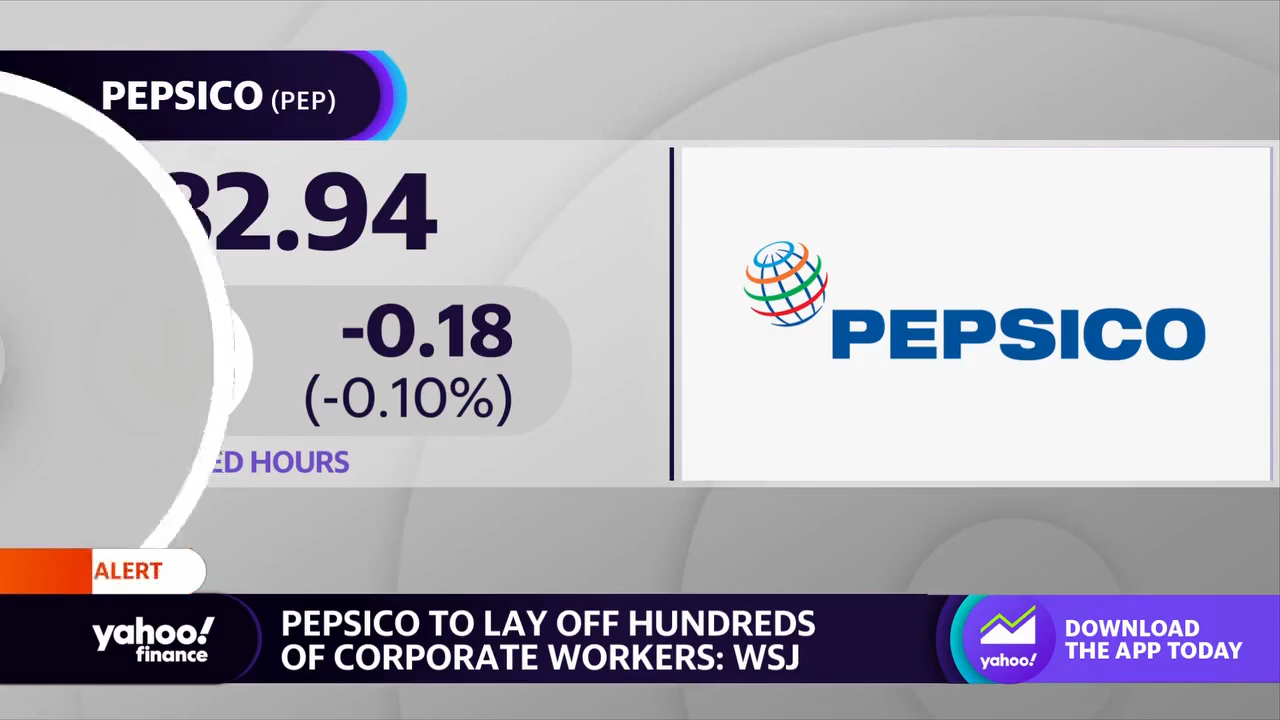 PEPSICO (PEP)
82.94
-0.18
(-0.10%)
ED HOURS
PEPSICO
ALERT
yahoo!
finance
PEPSICO TO LAY OFF HUNDREDS
OF CORPORATE WORKERS: WSJ
yahoo!
DOWNLOAD
THE APP TODAY